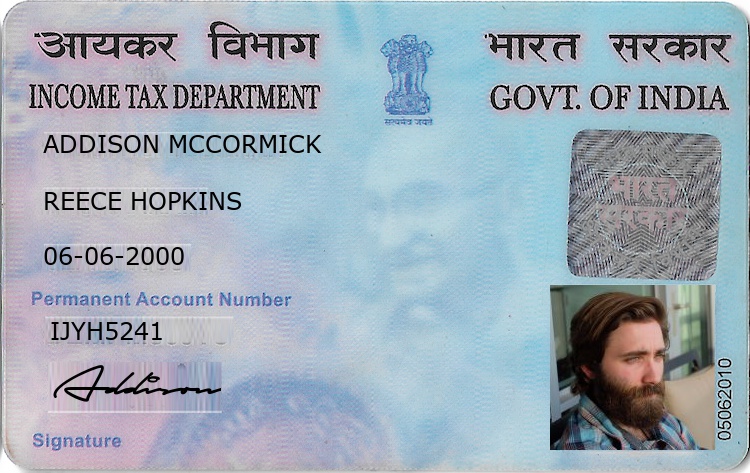 आयकर विभाग
भारत सरकार
INCOME TAX DEPARTMENT
GOVT. OF INDIA
सत्यमेव जयते
ADDISON MCCORMICK
भारत
सरकार
REECE HOPKINS
06-06-2000
Permanent Account Number
IJYH5241
Addison
05062010
Signature